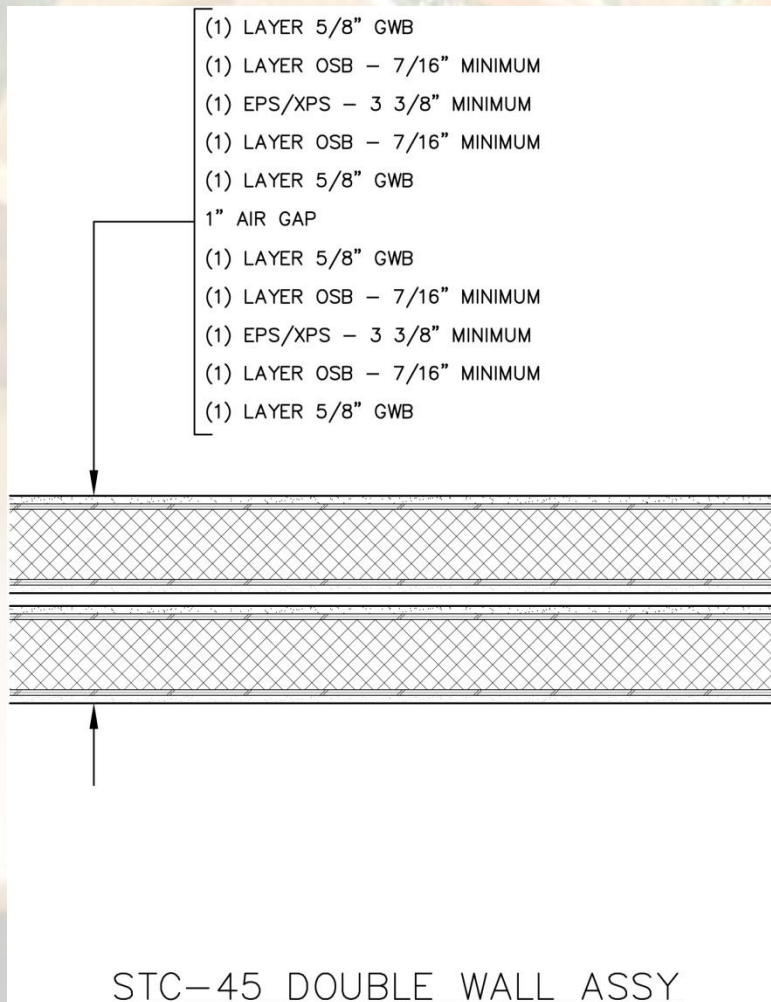 (1) LAYER 5/8” GWB
(1) LAYER OSB – 7/16” MINIMUM
(1) EPS/XPS – 3 3/8” MINIMUM
(1) LAYER OSB – 7/16” MINIMUM
(1) LAYER 5/8” GWB
1” AIR GAP
(1) LAYER 5/8” GWB
(1) LAYER OSB – 7/16” MINIMUM
(1) EPS/XPS – 3 3/8” MINIMUM
(1) LAYER OSB – 7/16” MINIMUM
(1) LAYER 5/8” GWB
STC–45 DOUBLE WALL ASSY